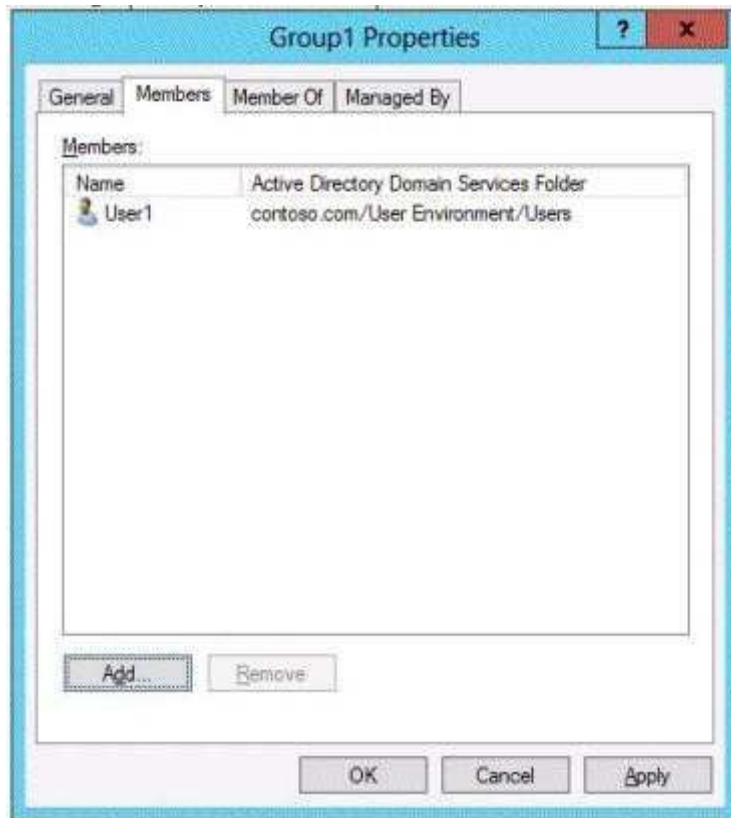 Group1 Properties
?
x
General Members Member Of Managed By
Members:
Name Active Directory Domain Services Folder
User1 contoso.com/User Environment/Users
Add... Remove
OK Cancel Apply